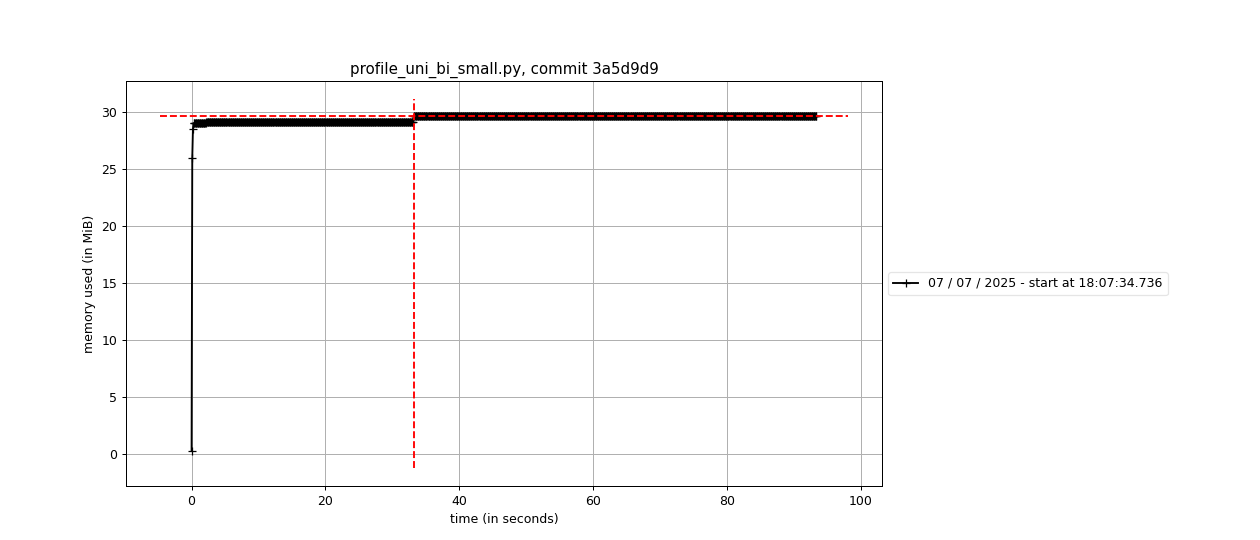 profile_uni_bi_small.py, commit 3a5d9d9
memory used (in MiB)
30
25
20
15
10
5
0
0 20 40 60 80 100
time (in seconds)
07 / 07 / 2025 - start at 18:07:34.736